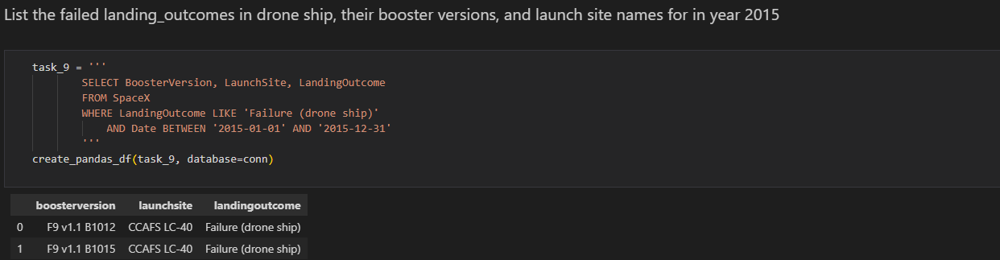 List the failed landing_outcomes in drone ship, their booster versions, and launch site names for in year 2015
task_9 = '''
SELECT BoosterVersion, LaunchSite, LandingOutcome
FROM SpaceX
WHERE LandingOutcome LIKE 'Failure (drone ship)'
AND Date BETWEEN '2015-01-01' AND '2015-12-31'
'''
create_pandas_df(task_9, database=conn)
boosterversion launchsite landingoutcome
0 F9 v1.1 B1012 CCAFS LC-40 Failure (drone ship)
1 F9 v1.1 B1015 CCAFS LC-40 Failure (drone ship)